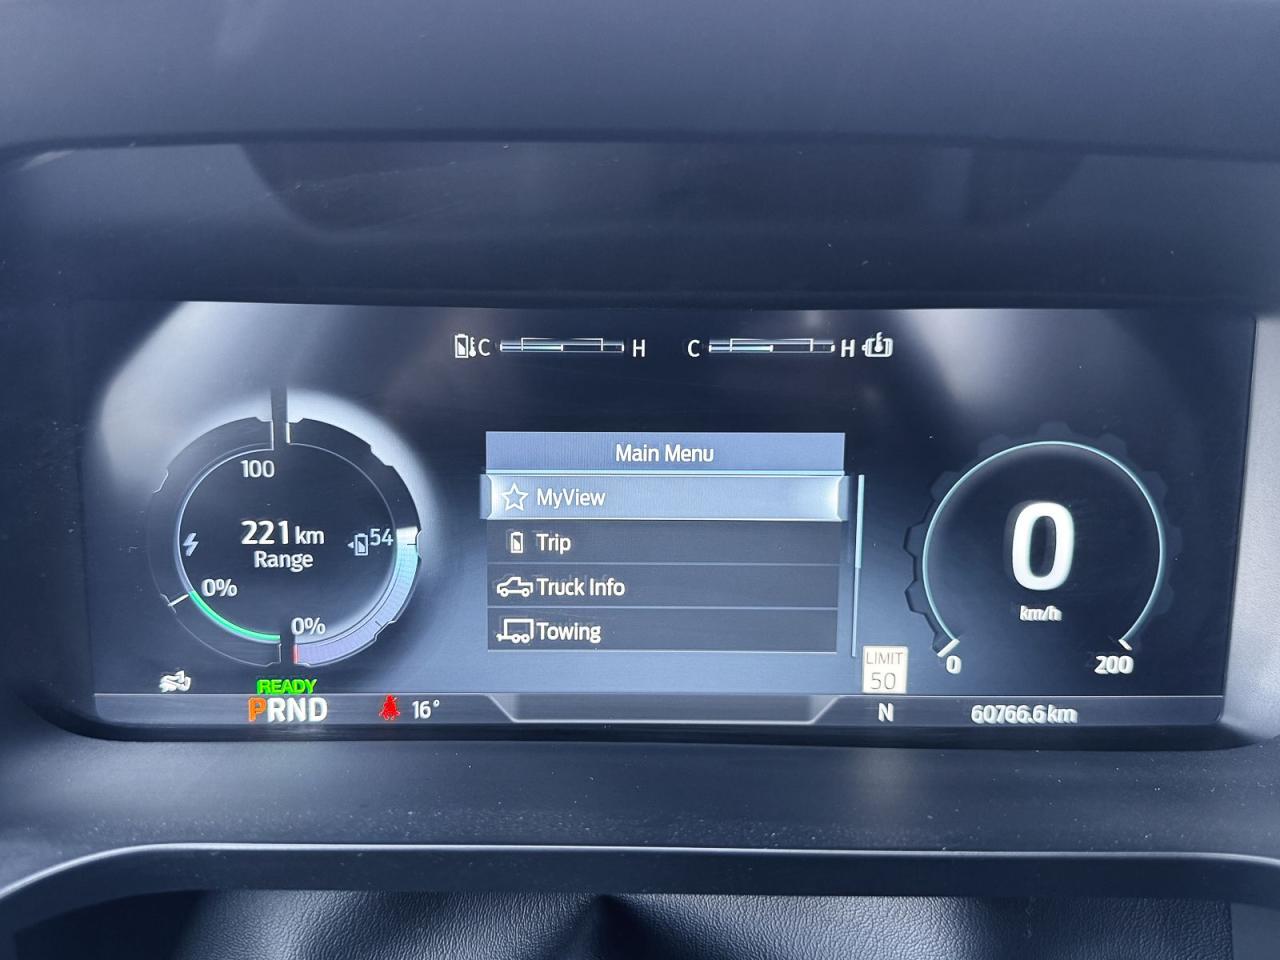 C H C H
Main Menu
MyView
Trip
Truck Info
Towing
100
221 km
Range
54
0%
0%
0
km/h
0 200
LIMIT
50
READY
PRND
16°
N
60766.6 km